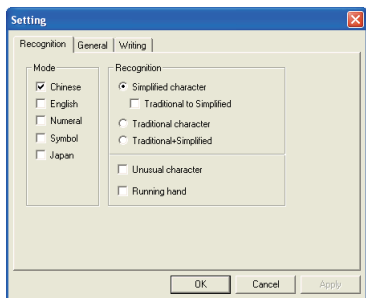 Setting
Recognition General Writing
Mode
Chinese
English
Numeral
Symbol
Japan
Recognition
Simplified character
Traditional to Simplified
Traditional character
Traditional+Simplified
Unusual character
Running hand
OK Cancel Apply